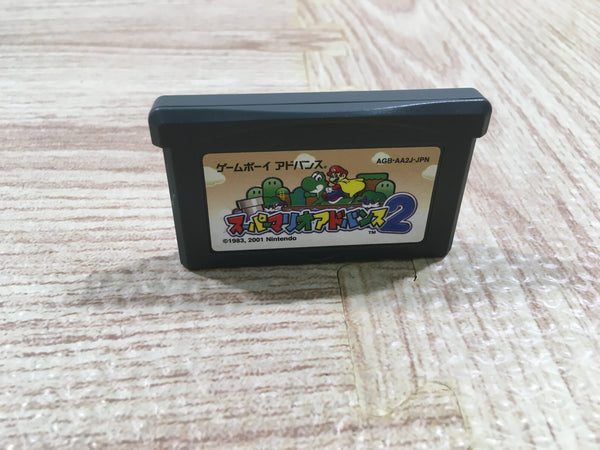 ゲームボーイ アドバンス
AGB-AA2J-JPN
スーパーマリオアドバンス2
TM
©1983, 2001 Nintendo